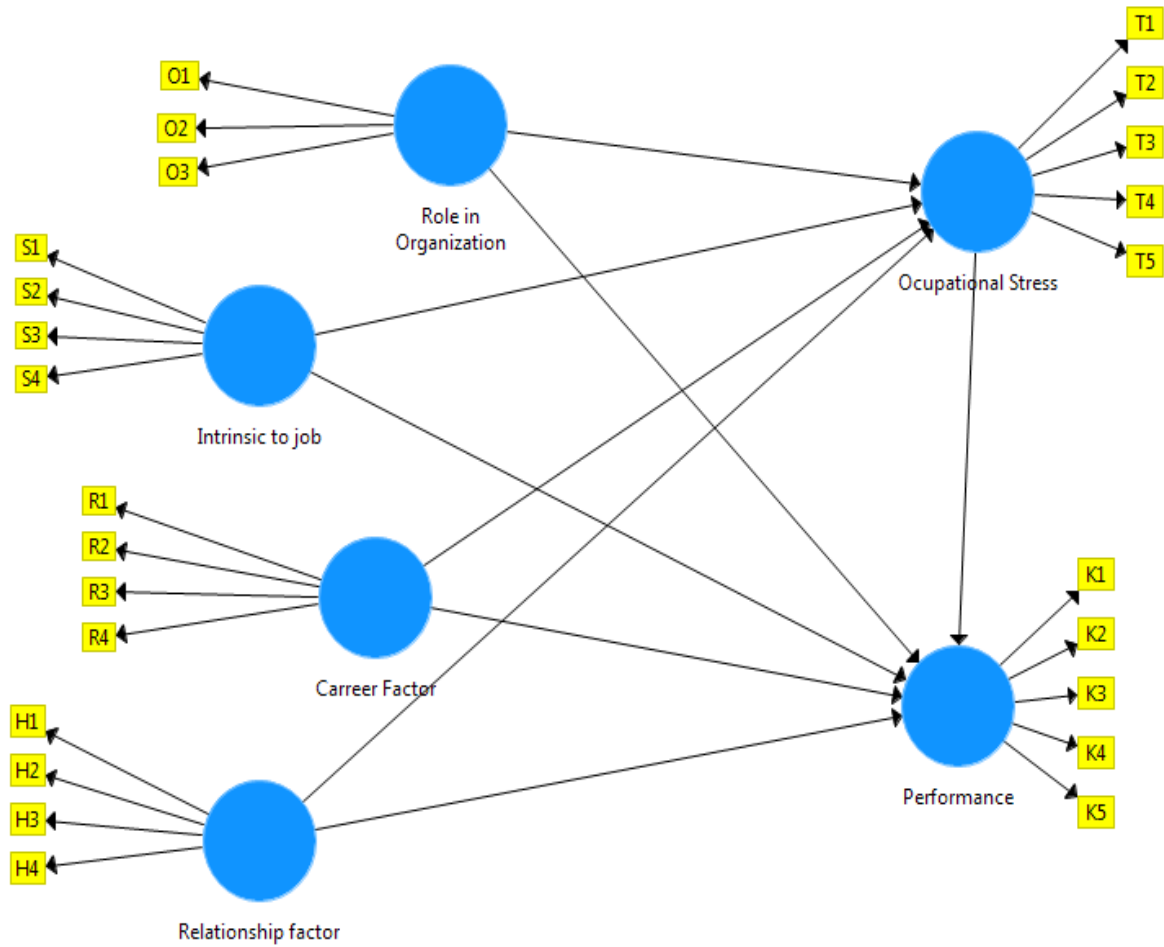 T1
O1
T2
O2
T3
O3
T4
Role in
Organization
S1
T5
S2
Ocupational Stress
S3
S4
Intrinsic to job
R1
R2
K1
R3
K2
R4
Carreer Factor
K3
H1
K4
H2
Performance
K5
H3
H4
Relationship factor